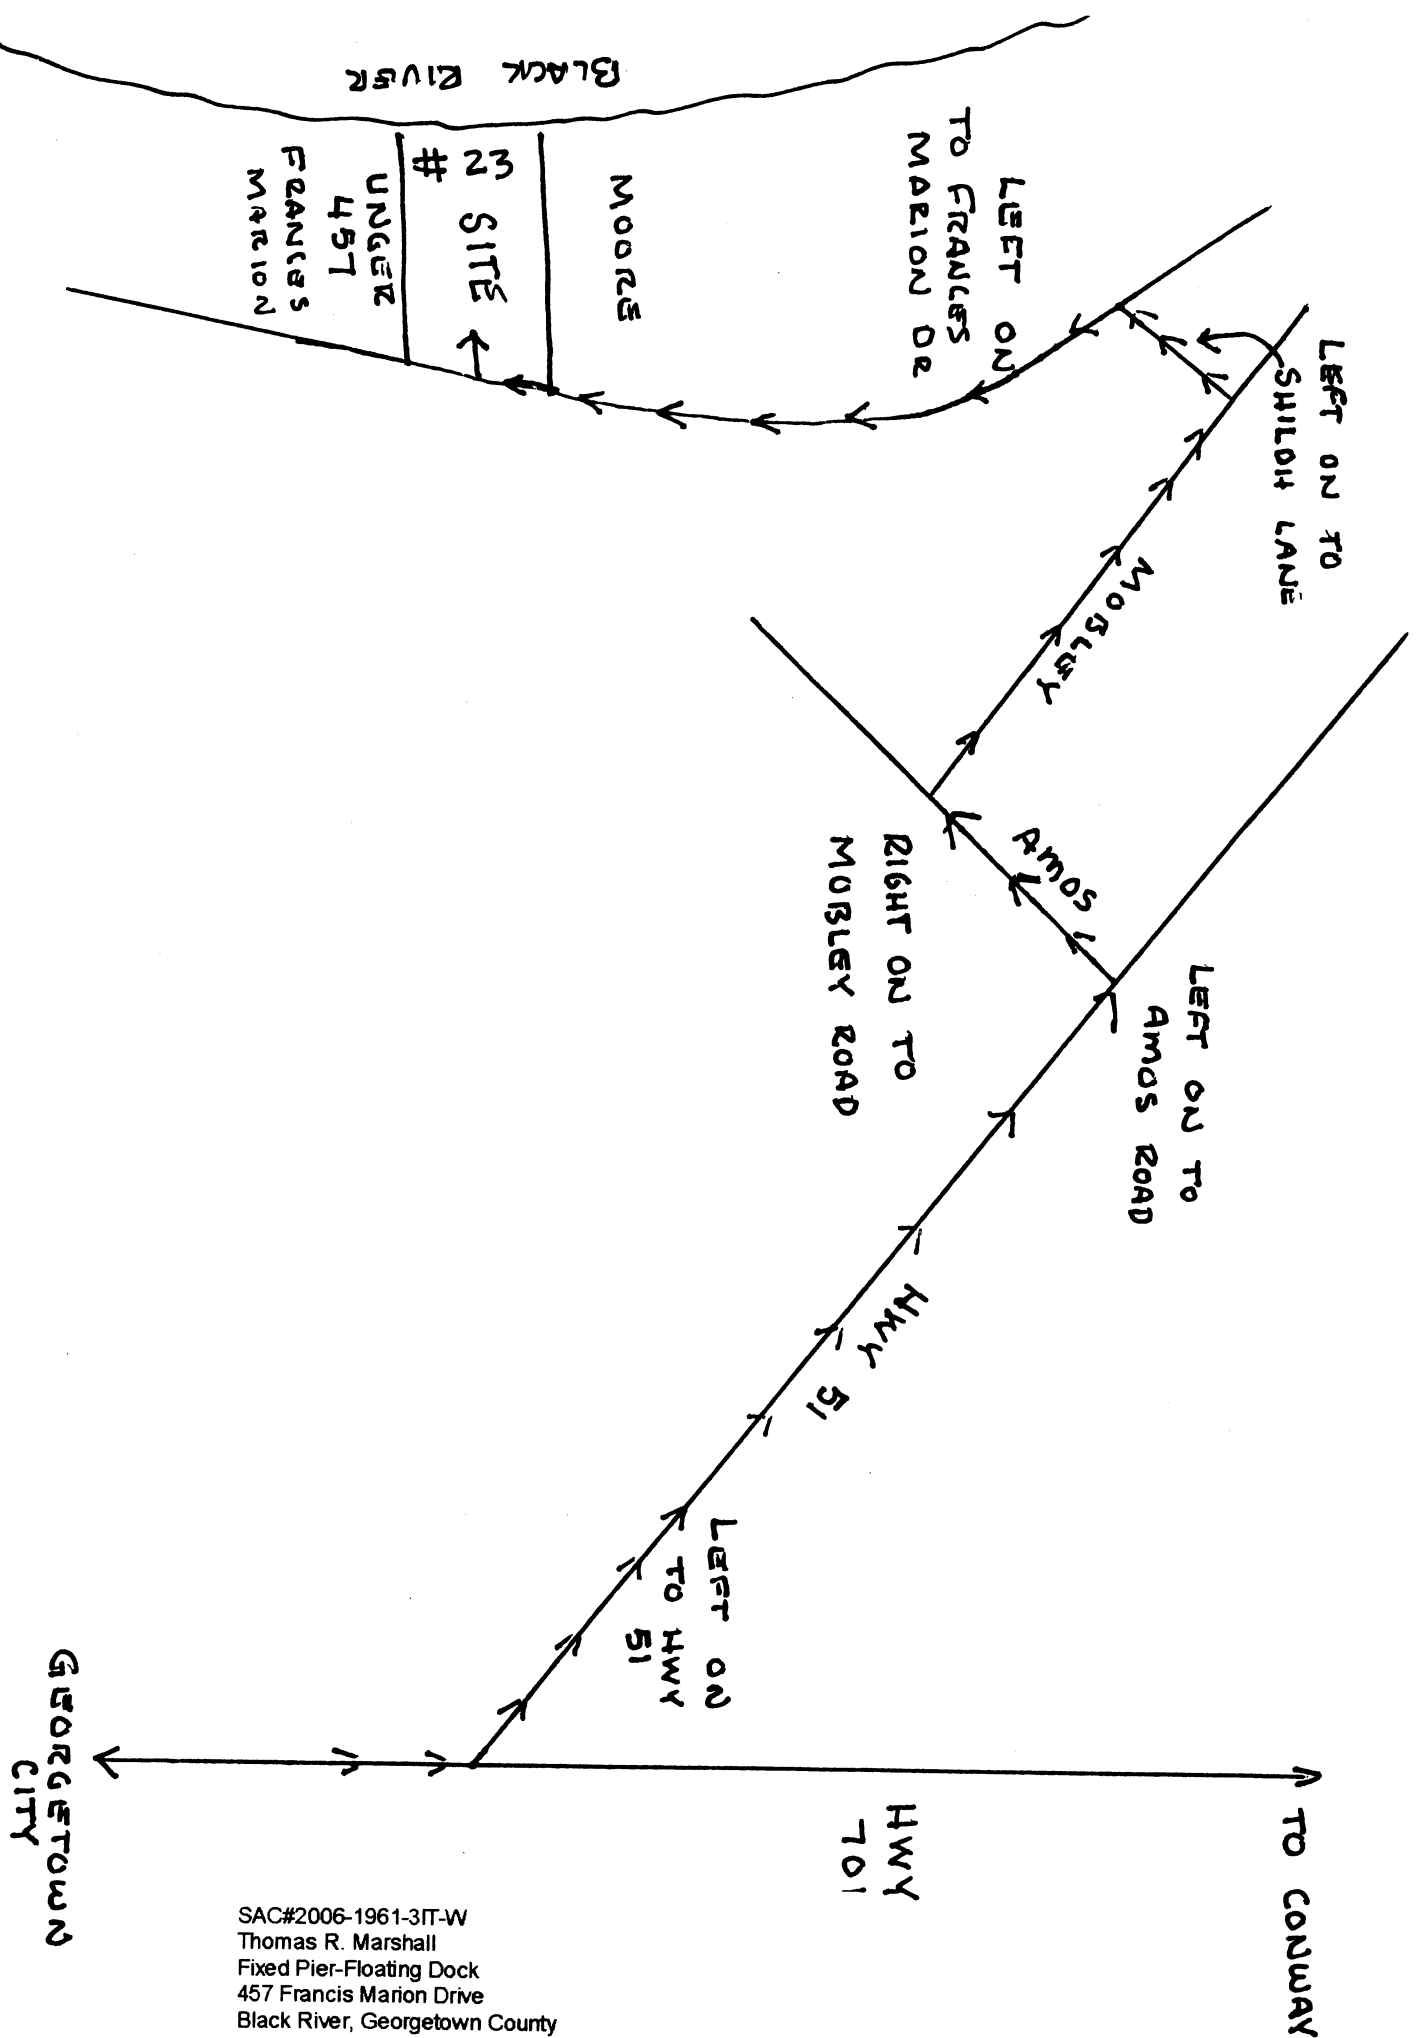 BLACK RIVER
# 23
SITE
MOORE
UNGER
457
FRANCES
MARION
LEFT ON
TO FRANCES
MARION DR
LEFT ON TO
SHILOH LANE
MOBLEY
AMOS
RIGHT ON TO
MOBLEY ROAD
LEFT ON TO
AMOS ROAD
HWY 51
LEFT ON
TO HWY
51
GEORGETOWN
CITY
HWY
701
TO CONWAY
SAC#2006-1961-3IT-W
Thomas R. Marshall
Fixed Pier-Floating Dock
457 Francis Marion Drive
Black River, Georgetown County